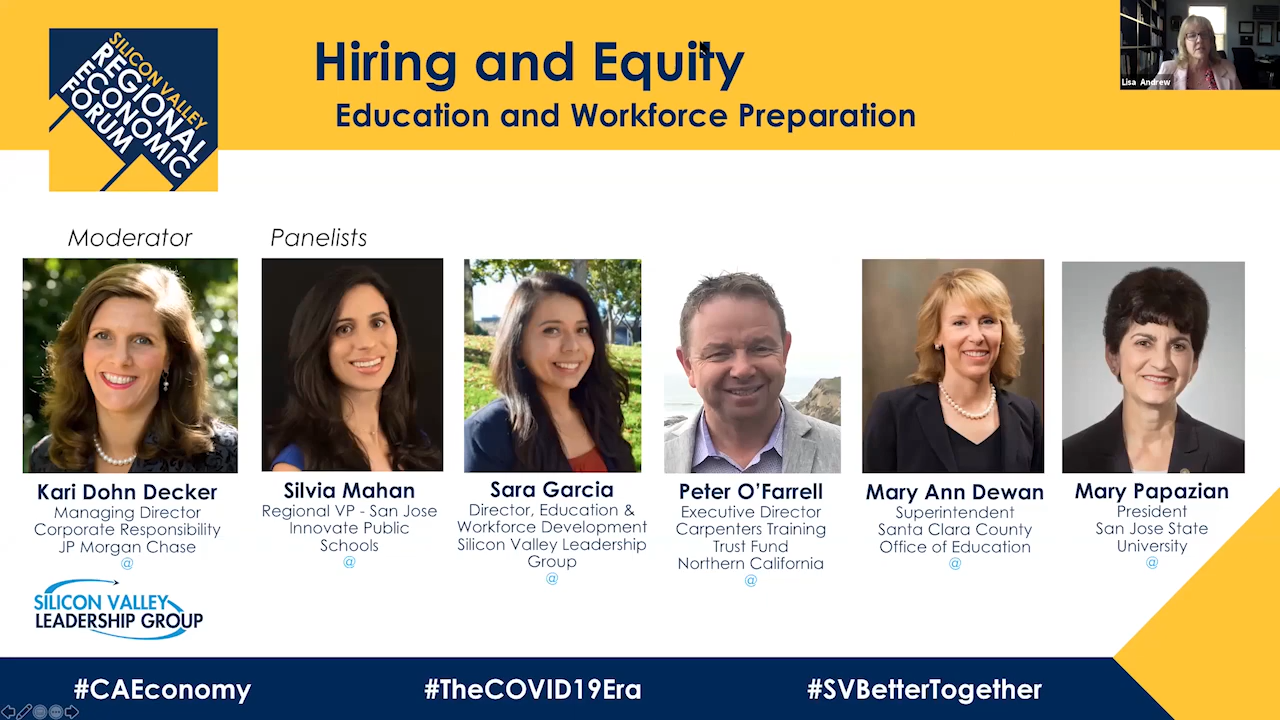 SILICON VALLEY
REGIONAL
ECONOMIC
FORUM
Hiring and Equity
Education and Workforce Preparation
Lisa Andrew
Moderator
Panelists
Kari Dohn Decker
Managing Director
Corporate Responsibility
JP Morgan Chase
@
Silvia Mahan
Regional VP - San Jose
Innovate Public
Schools
@
Sara Garcia
Director, Education &
Workforce Development
Silicon Valley Leadership
Group
@
Peter O’Farrell
Executive Director
Carpenters Training
Trust Fund
Northern California
@
Mary Ann Dewan
Superintendent
Santa Clara County
Office of Education
@
Mary Papazian
President
San Jose State
University
@
SILICON VALLEY
LEADERSHIP GROUP
#CAEconomy
#TheCOVID19Era
#SVBetterTogether